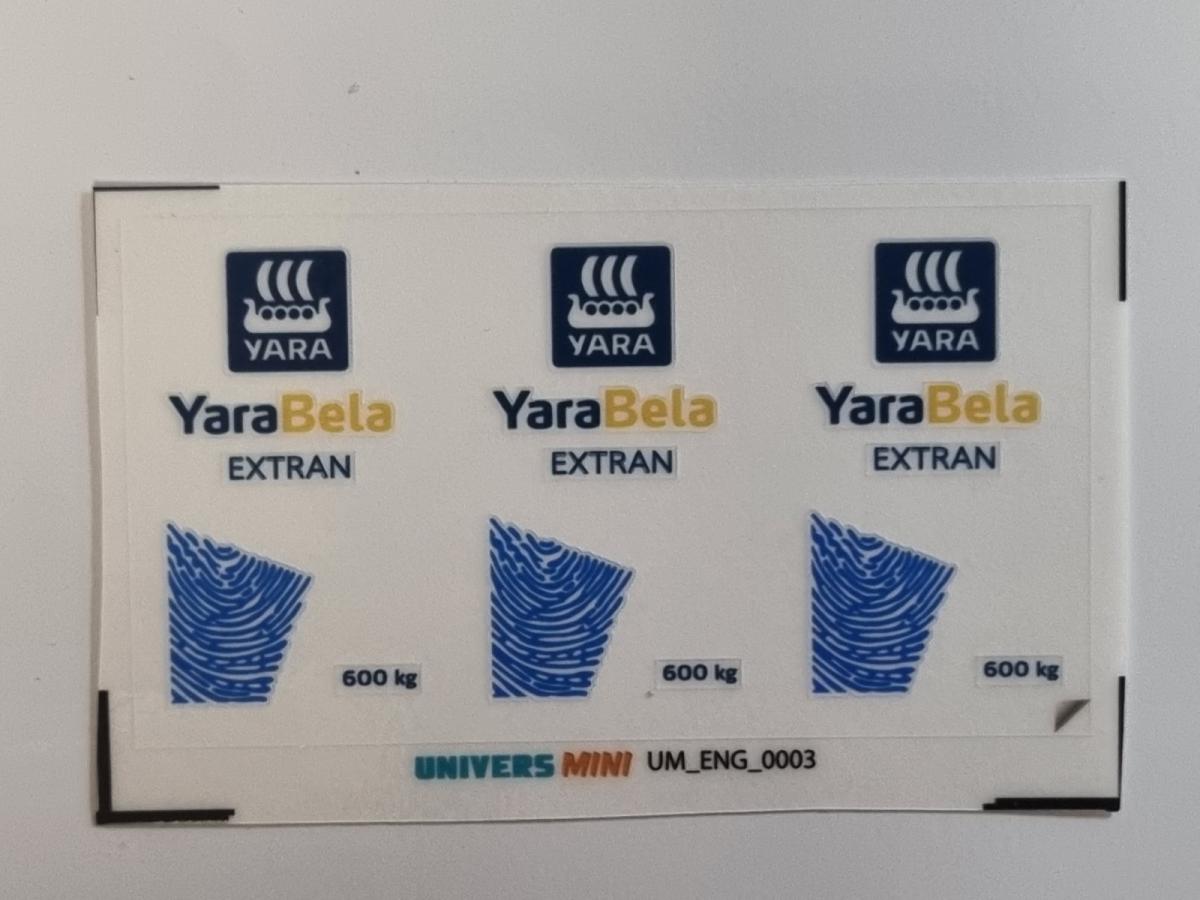 YARA YARA YARA
YaraBela YaraBela YaraBela
EXTRAN EXTRAN EXTRAN
600 kg 600 kg 600 kg
UNIVERS MINI UM_ENG_0003